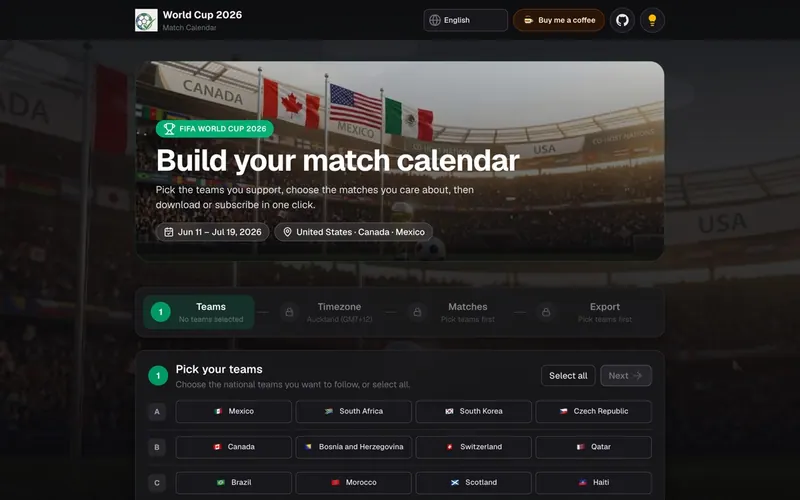 World Cup 2026
Match Calendar
English
Buy me a coffee
CANADA
MEXICO
CO HOST NATIONS
USA
USA
FIFA WORLD CUP 2026
Build your match calendar
Pick the teams you support, choose the matches you care about, then
download or subscribe in one click.
Jun 11 – Jul 19, 2026
United States · Canada · Mexico
1
Teams
No teams selected
Timezone
Auckland (GMT+12)
Matches
Pick teams first
Export
Pick teams first
1
Pick your teams
Choose the national teams you want to follow, or select all.
Select all
Next
A
Mexico
South Africa
South Korea
Czech Republic
B
Canada
Bosnia and Herzegovina
Switzerland
Qatar
C
Brazil
Morocco
Scotland
Haiti